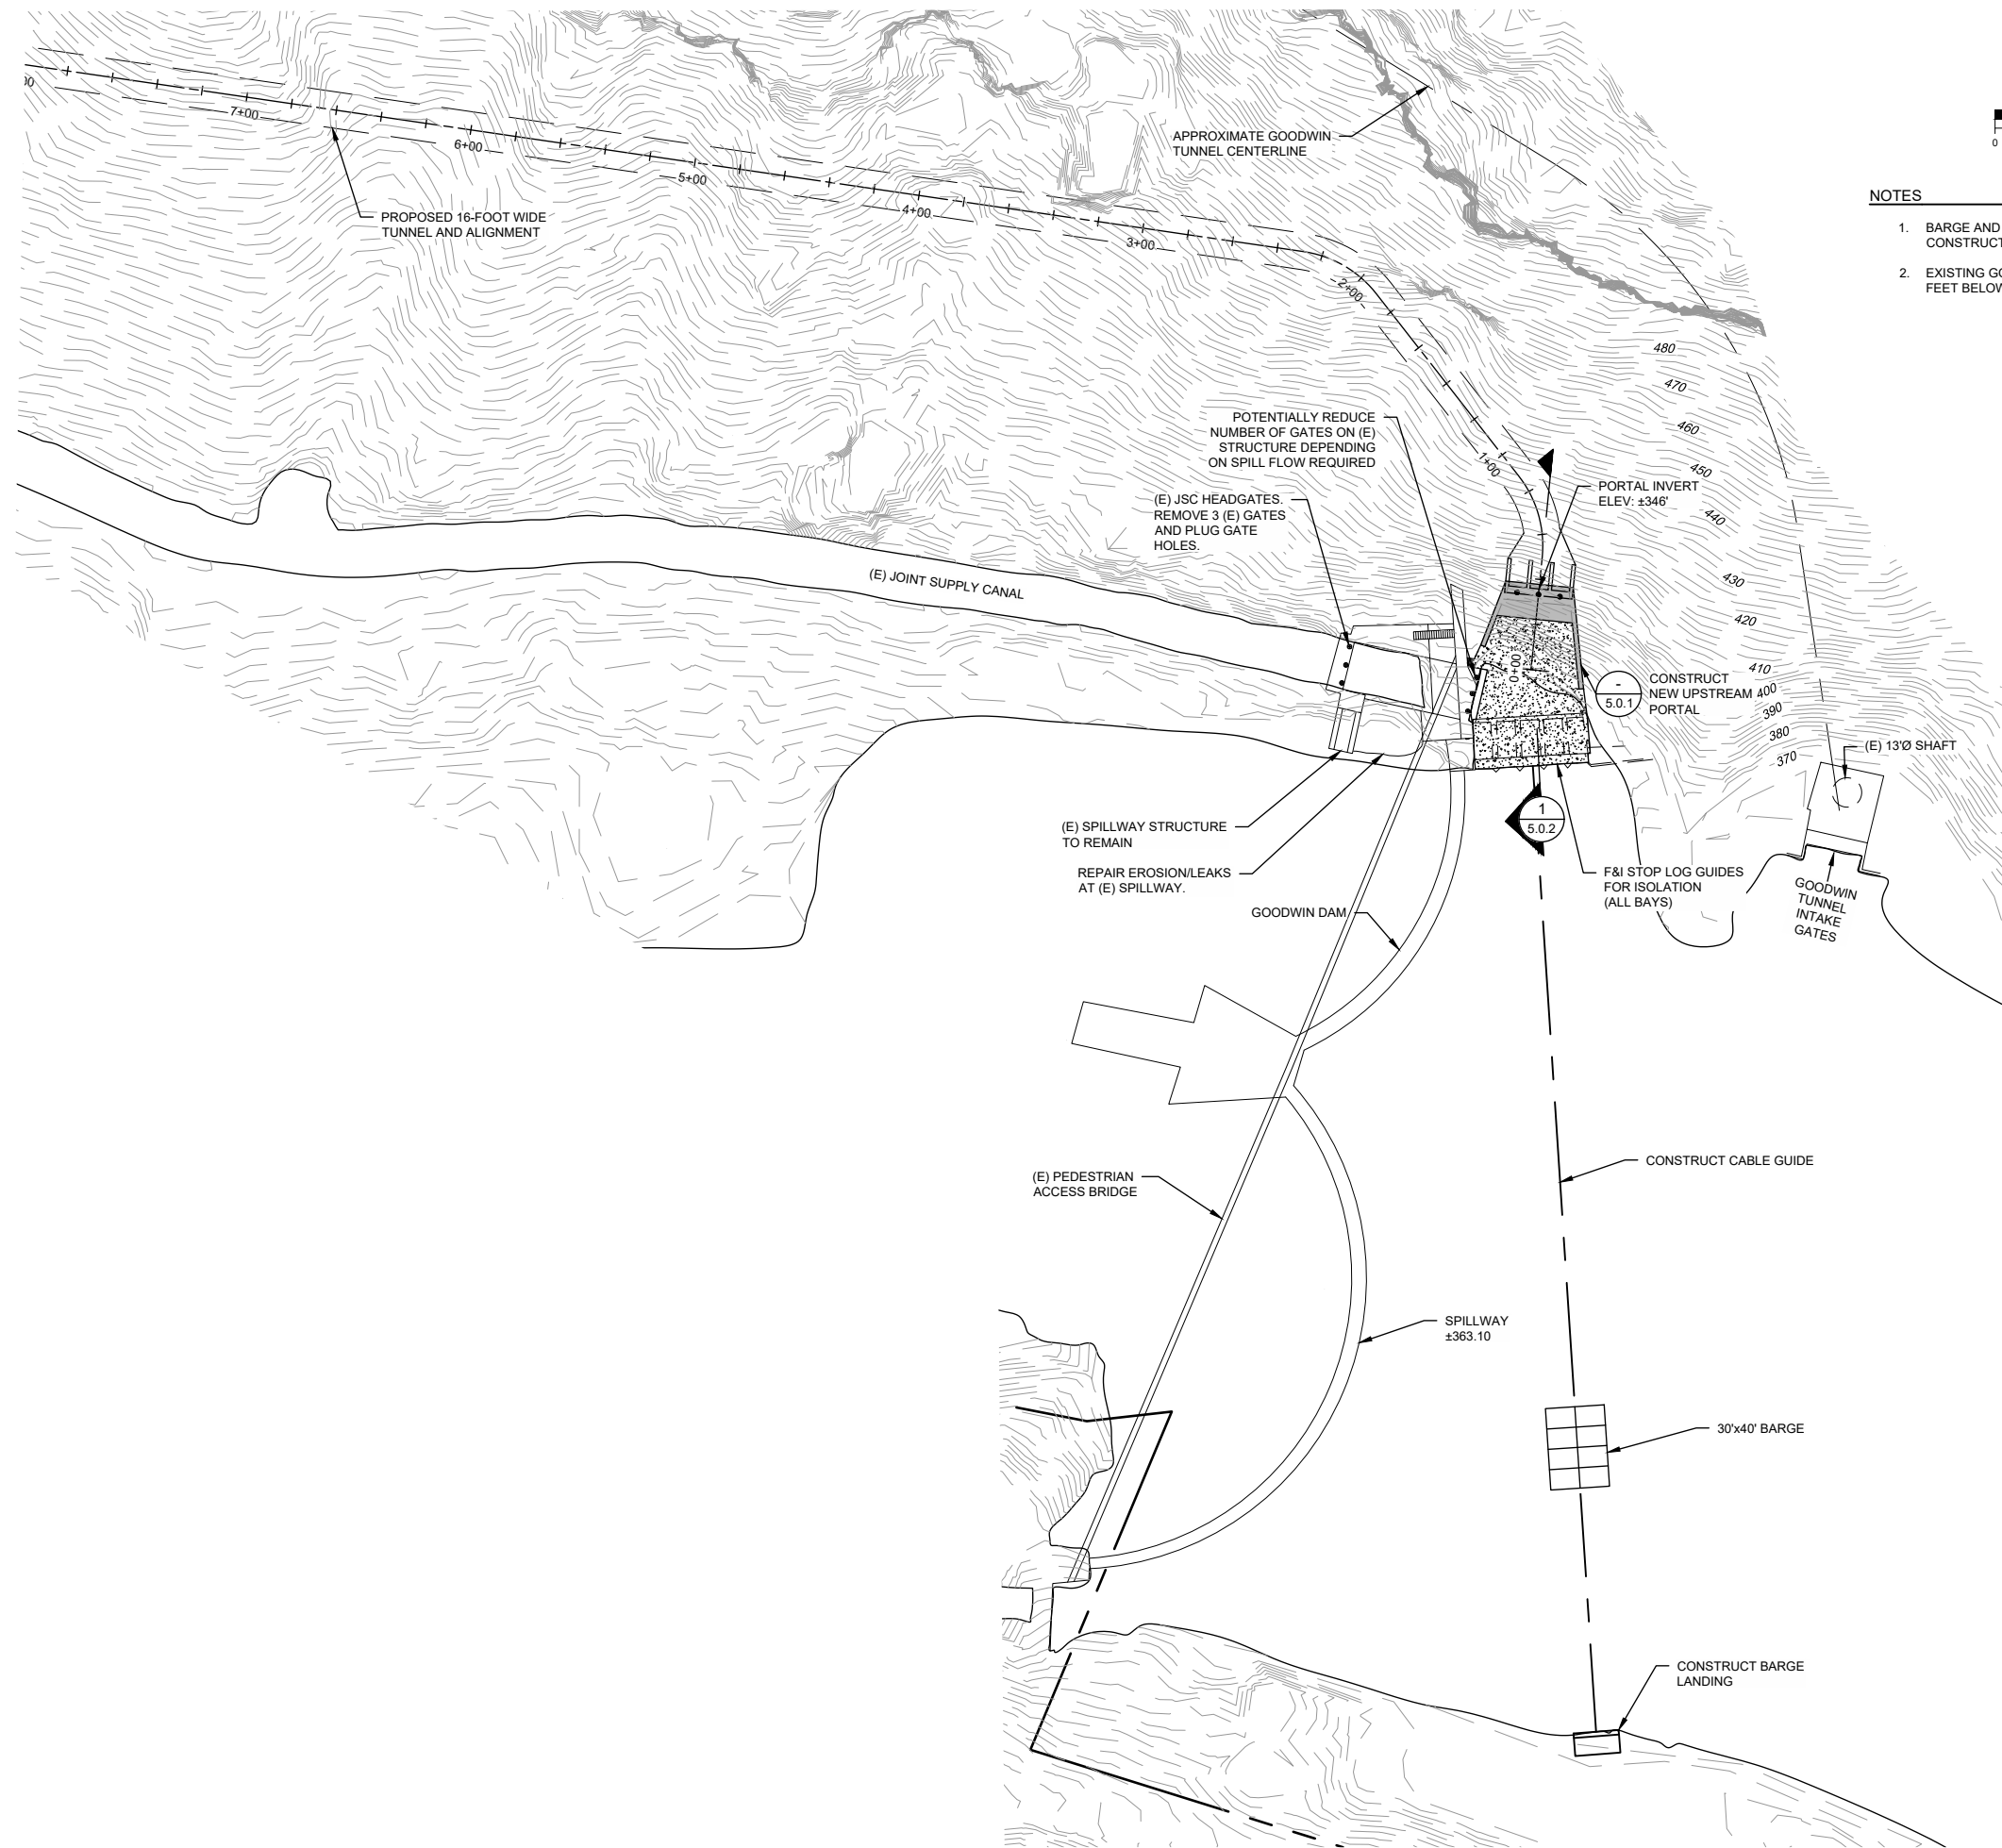 7+00
6+00
5+00
4+00
3+00
2+00
1+00
0+00
PROPOSED 16-FOOT WIDE
TUNNEL AND ALIGNMENT
APPROXIMATE GOODWIN
TUNNEL CENTERLINE
0
NOTES
1. BARGE AND
CONSTRUCT
2. EXISTING GO
FEET BELOW
480
470
460
450
440
430
420
410
400
390
380
370
POTENTIALLY REDUCE
NUMBER OF GATES ON (E)
STRUCTURE DEPENDING
ON SPILL FLOW REQUIRED
(E) JSC HEADGATES.
REMOVE 3 (E) GATES
AND PLUG GATE
HOLES.
PORTAL INVERT
ELEV: ±346'
(E) JOINT SUPPLY CANAL
-
5.0.1
CONSTRUCT
NEW UPSTREAM
PORTAL
(E) 13'Ø SHAFT
1
5.0.2
(E) SPILLWAY STRUCTURE
TO REMAIN
REPAIR EROSION/LEAKS
AT (E) SPILLWAY.
F&I STOP LOG GUIDES
FOR ISOLATION
(ALL BAYS)
GOODWIN
TUNNEL
INTAKE
GATES
GOODWIN DAM
(E) PEDESTRIAN
ACCESS BRIDGE
CONSTRUCT CABLE GUIDE
SPILLWAY
±363.10
30'x40' BARGE
CONSTRUCT BARGE
LANDING